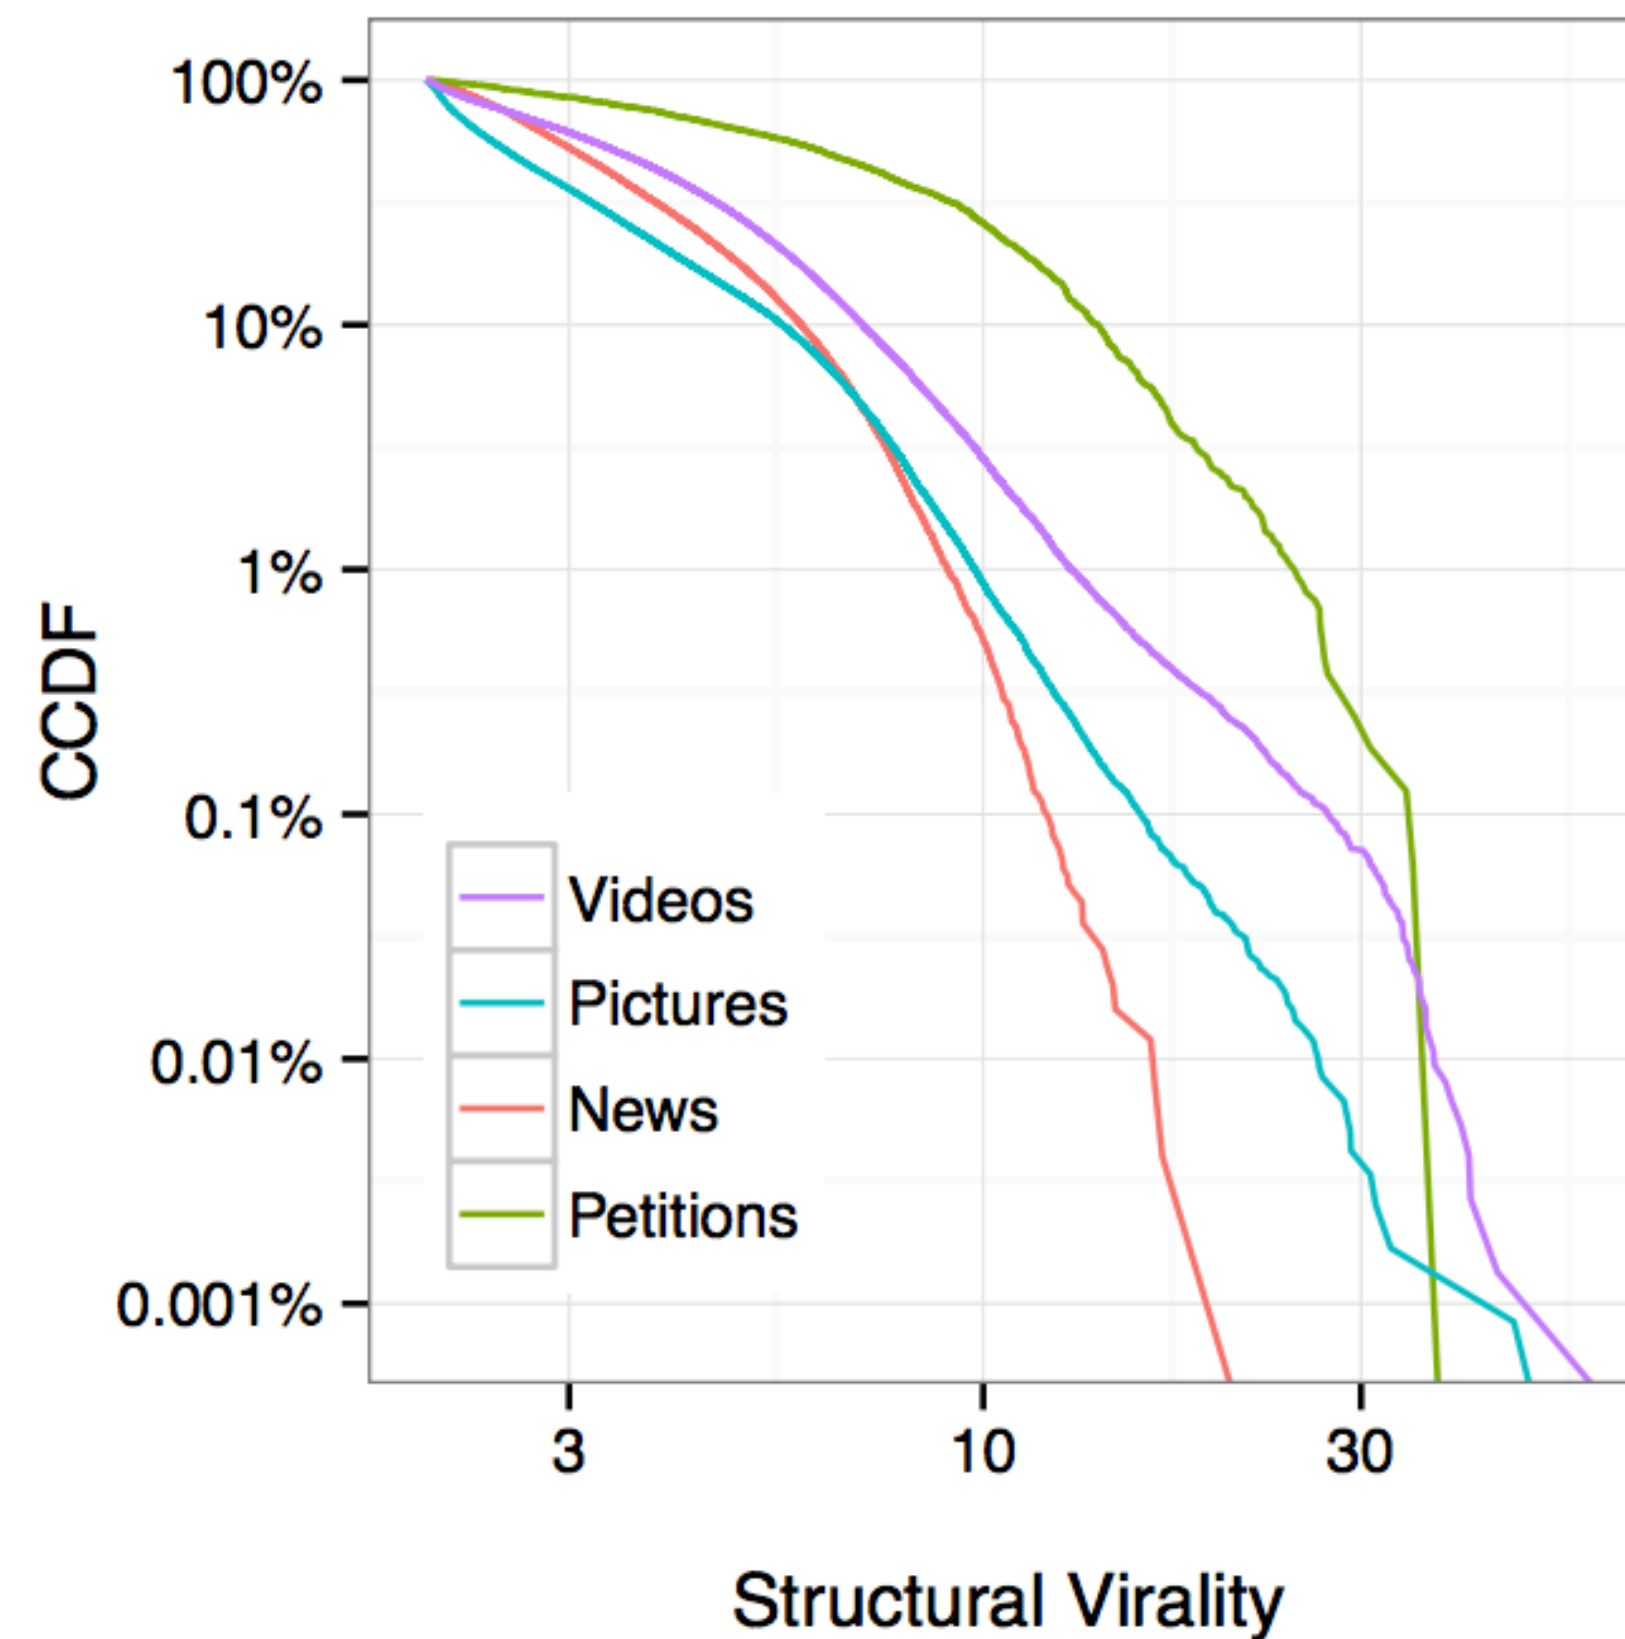 100%
10%
1%
0.1%
0.01%
0.001%
CCDF
Videos
Pictures
News
Petitions
3
10
30
Structural Virality